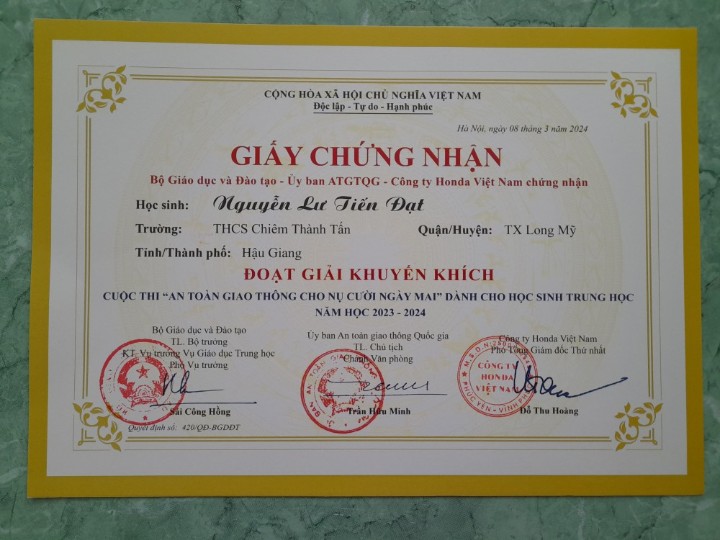 CỘNG HÒA XÃ HỘI CHỦ NGHĨA VIỆT NAM
Độc lập - Tự do - Hạnh phúc
Hà Nội, ngày 08 tháng 3 năm 2024
GIẤY CHỨNG NHẬN
Bộ Giáo dục và Đào tạo - Ủy ban ATGTQG - Công ty Honda Việt Nam chứng nhận
Học sinh: Nguyễn Lư Tiến Đạt
Trường: THCS Chiêm Thành Tấn Quận/Huyện: TX Long Mỹ
Tỉnh/Thành phố: Hậu Giang
ĐOẠT GIẢI KHUYẾN KHÍCH
CUỘC THI “AN TOÀN GIAO THÔNG CHO NỤ CƯỜI NGÀY MAI” DÀNH CHO HỌC SINH TRUNG HỌC
NĂM HỌC 2023 - 2024
Bộ Giáo dục và Đào tạo
TL. Bộ trưởng
KT. Vụ trưởng Vụ Giáo dục Trung học
Phó Vụ trưởng
Sái Công Hồng
Quyết định số: 420/QĐ-BGDĐT
Ủy ban An toàn giao thông Quốc gia
TL. Chủ tịch
Chánh Văn phòng
Trần Hữu Minh
Công ty Honda Việt Nam
Phó Tổng Giám đốc Thứ nhất
CÔNG TY
HONDA
VIỆT NAM
Đỗ Thu Hoàng